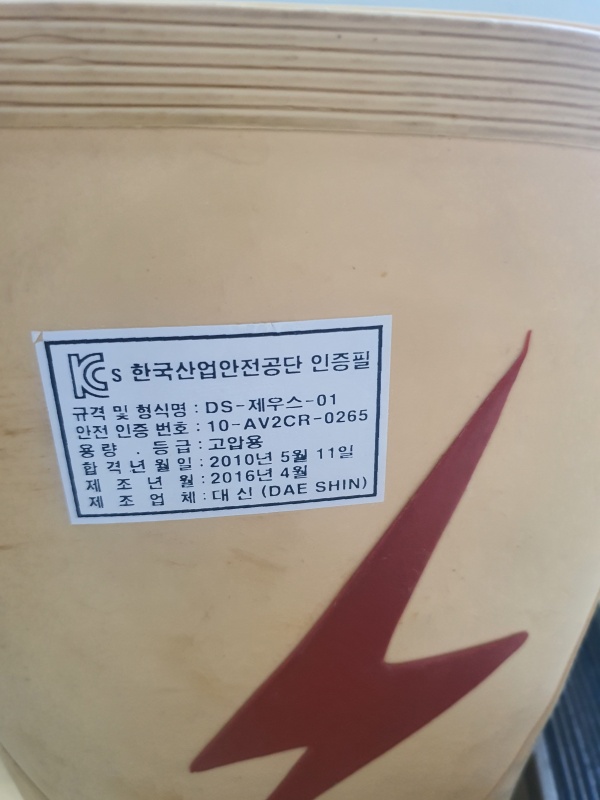 KCs 한국산업안전공단 인증필
규격 및 형식명 : DS-제우스-01
안전 인증 번호 : 10-AV2CR-0265
용량 . 등급 : 고압용
합격년월일 : 2010년 5월 11일
제 조 년 월 : 2016년 4월
제 조 업 체 : 대 신 (DAE SHIN)